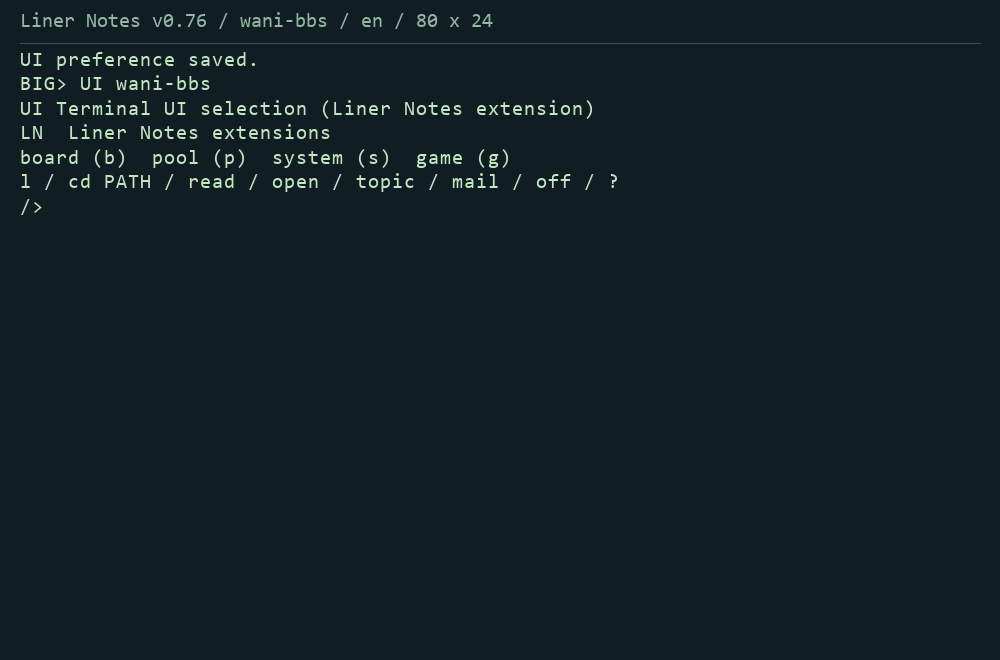 Liner Notes v0.76 / wani-bbs / en / 80 x 24
UI preference saved.
BIG> UI wani-bbs
UI Terminal UI selection (Liner Notes extension)
LN  Liner Notes extensions
board (b)  pool (p)  system (s)  game (g)
l / cd PATH / read / open / topic / mail / off / ?
/>